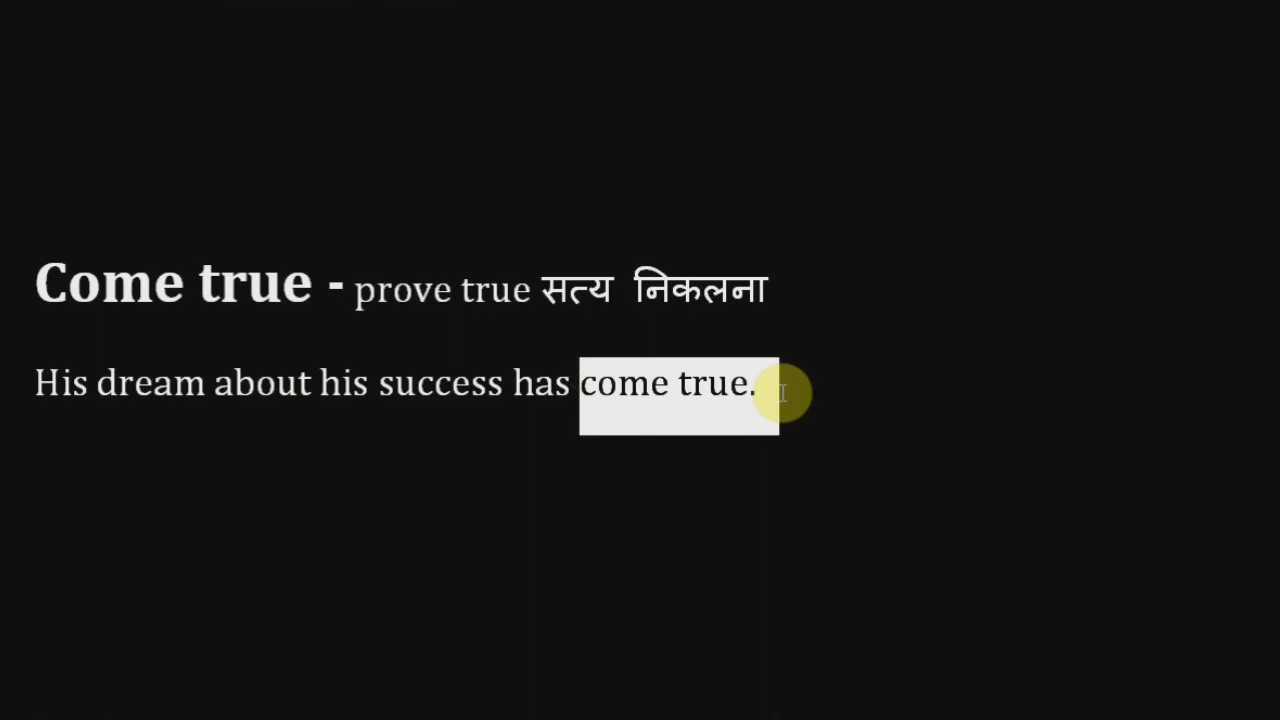 Come true - prove true सत्य निकलना
His dream about his success has come true.